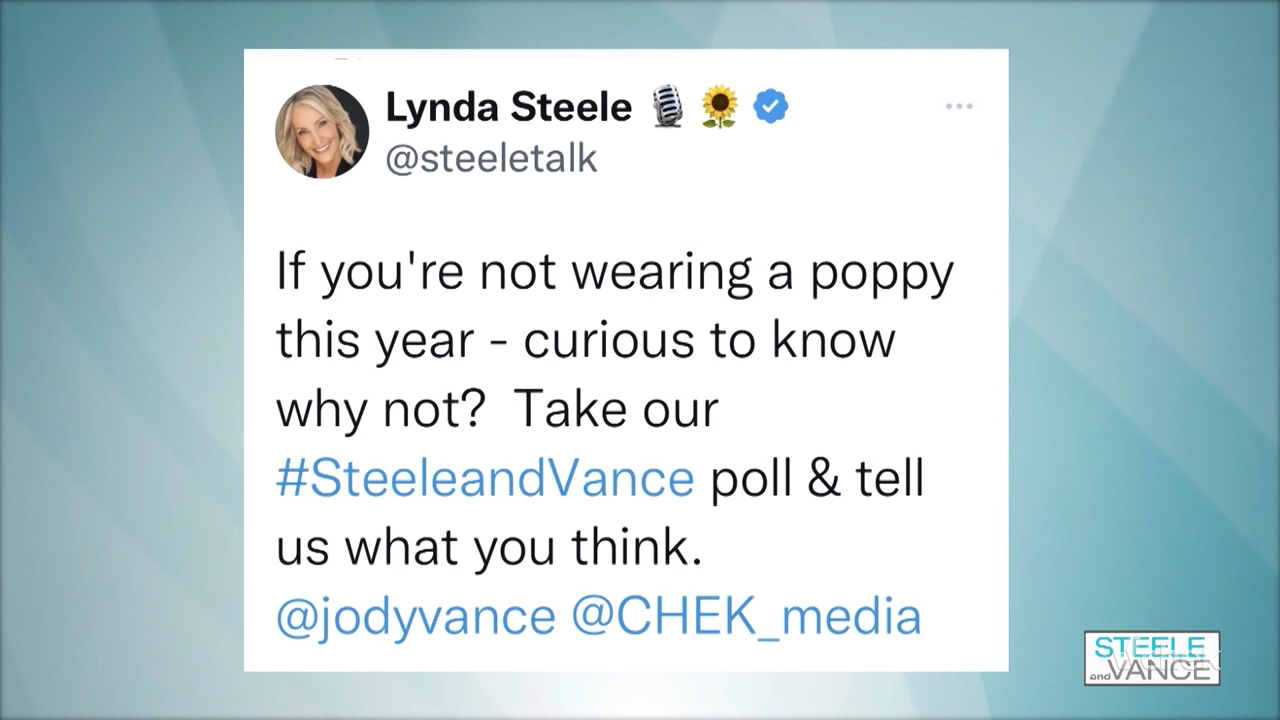 Lynda Steele
@steeletalk
If you're not wearing a poppy
this year - curious to know
why not? Take our
#SteeleandVance poll & tell
us what you think.
@jodyvance @CHEK_media
STEELE
and VANCE